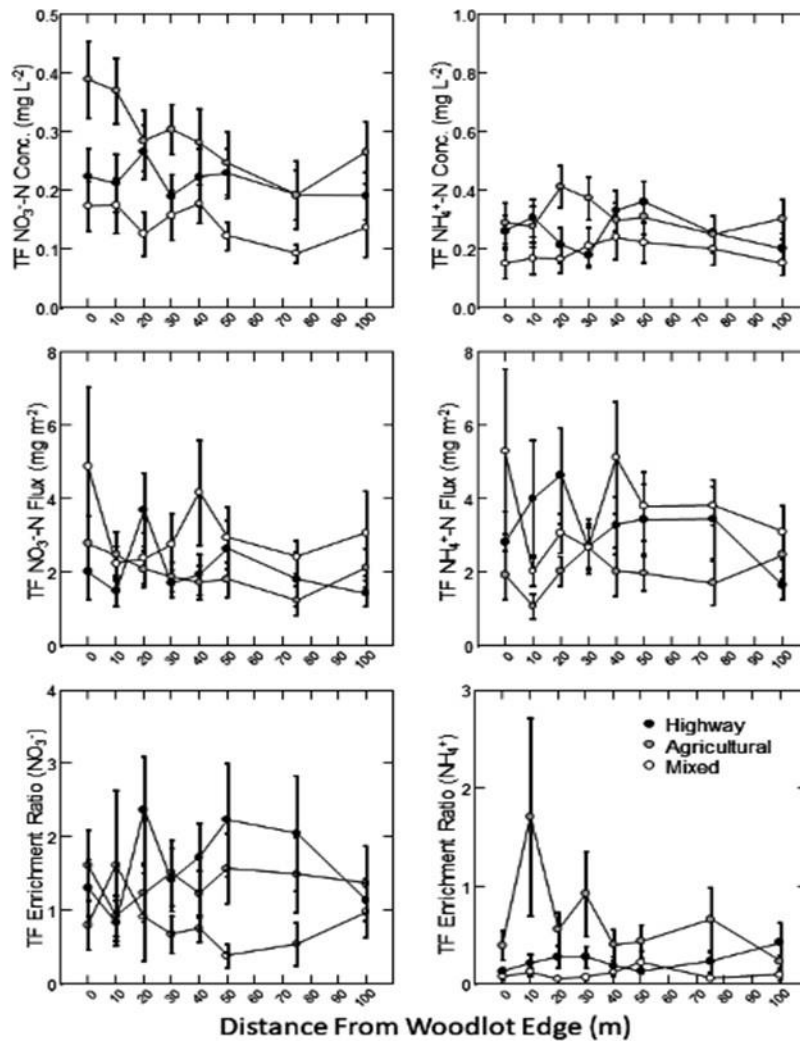 TF NO₃⁻-N Conc. (mg L⁻²)
0.5
0.4
0.3
0.2
0.1
0.0
0 10 20 30 40 50 60 70 80 90 100
TF NH₄⁺-N Conc. (mg L⁻²)
1.0
0.8
0.6
0.4
0.2
0.0
0 10 20 30 40 50 60 70 80 90 100
TF NO₃⁻-N Flux (mg m⁻²)
8
6
4
2
0
0 10 20 30 40 50 60 70 80 90 100
TF NH₄⁺-N Flux (mg m⁻²)
8
6
4
2
0
0 10 20 30 40 50 60 70 80 90 100
TF Enrichment Ratio (NO₃⁻)
4
3
2
1
0
0 10 20 30 40 50 60 70 80 90 100
TF Enrichment Ratio (NH₄⁺)
3
2
1
0
Highway
Agricultural
Mixed
0 10 20 30 40 50 60 70 80 90 100
Distance From Woodlot Edge (m)